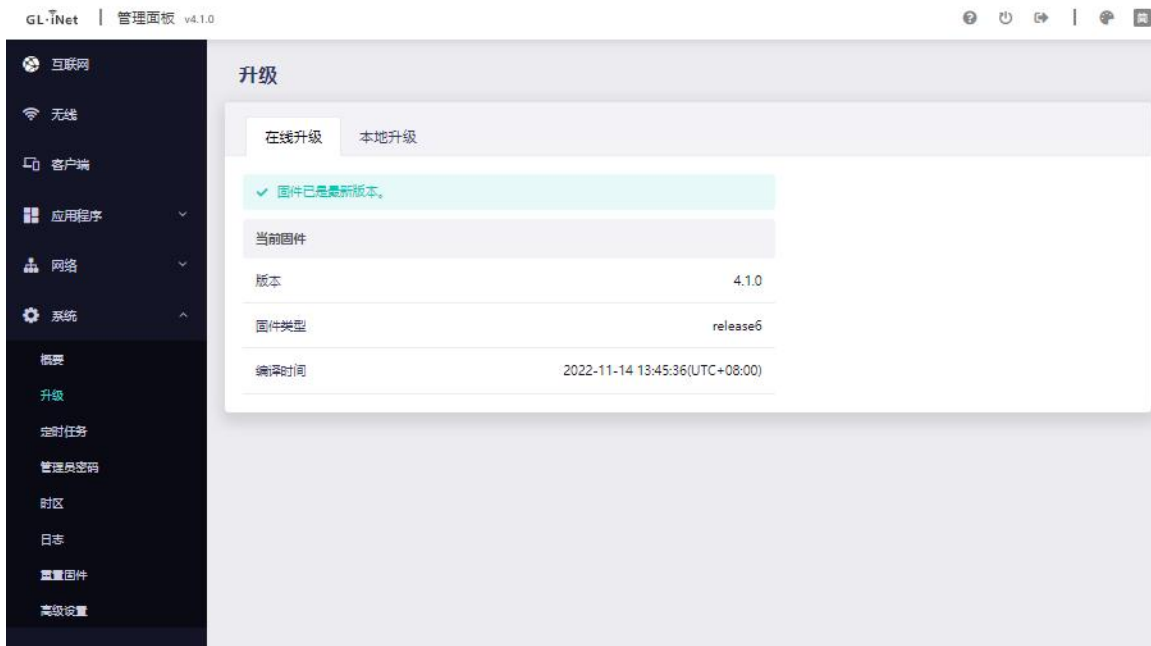 GL·iNet | 管理面板 v4.1.0
简
互联网
无线
客户端
应用程序
网络
系统
概要
升级
定时任务
管理员密码
时区
日志
重置固件
高级设置
升级
在线升级 本地升级
固件已是最新版本。
当前固件
版本 4.1.0
固件类型 release6
编译时间 2022-11-14 13:45:36(UTC+08:00)